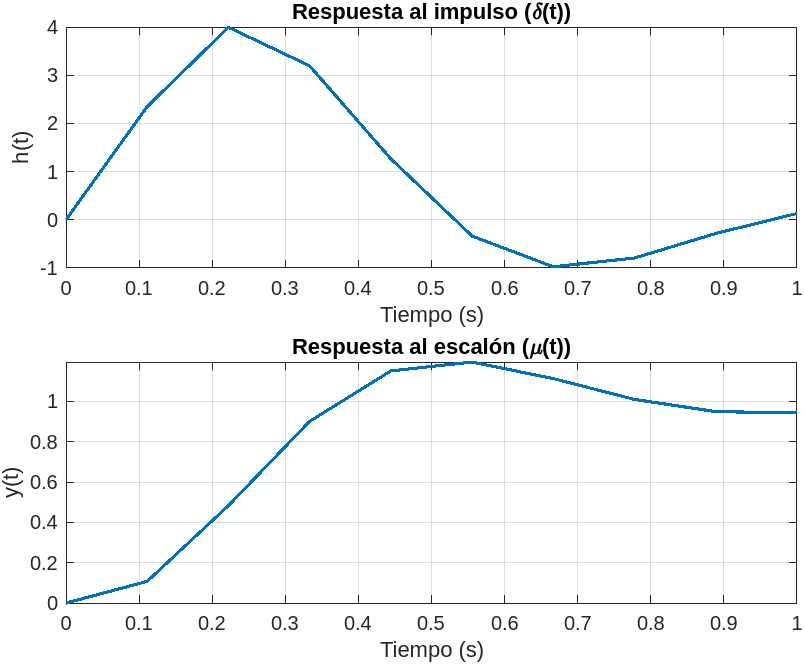 Respuesta al impulso (δ(t))
4
3
2
1
0
-1
h(t)
0 0.1 0.2 0.3 0.4 0.5 0.6 0.7 0.8 0.9 1
Tiempo (s)
Respuesta al escalón (μ(t))
1
0.8
0.6
0.4
0.2
0
y(t)
0 0.1 0.2 0.3 0.4 0.5 0.6 0.7 0.8 0.9 1
Tiempo (s)